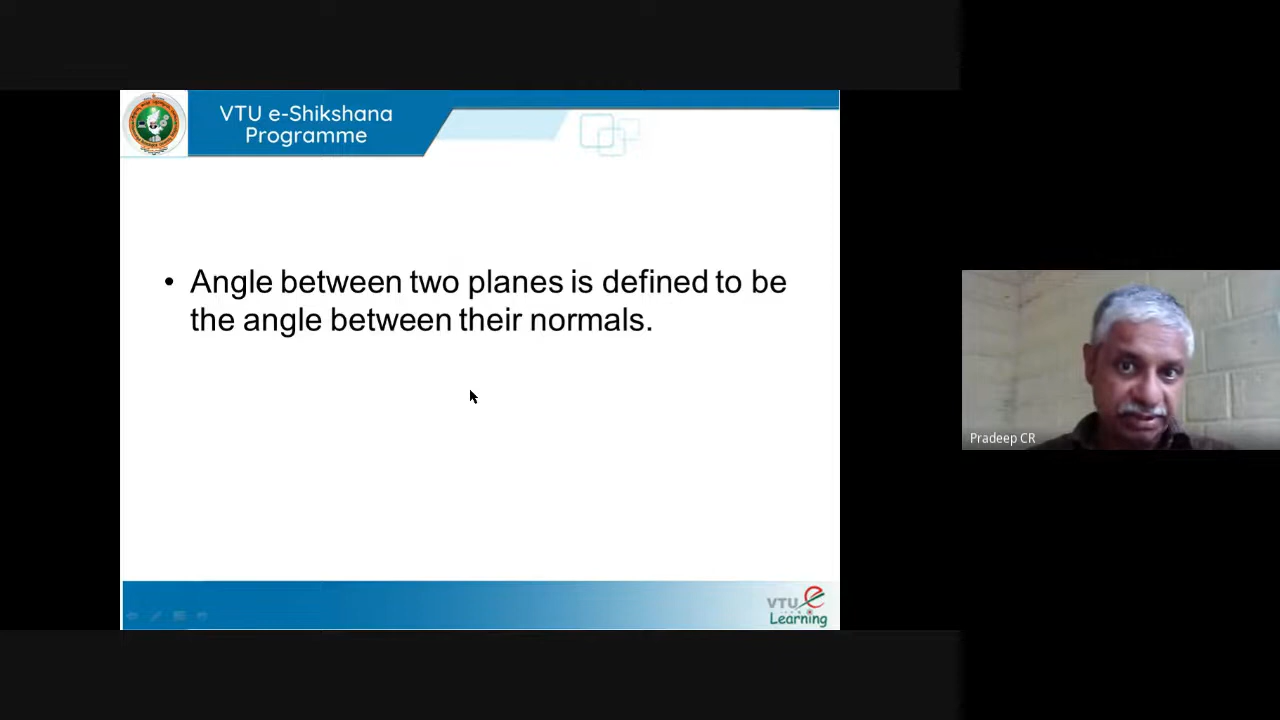 VTU e-Shikshana
Programme
• Angle between two planes is defined to be
the angle between their normals.
Pradeep CR
VTU e
Learning